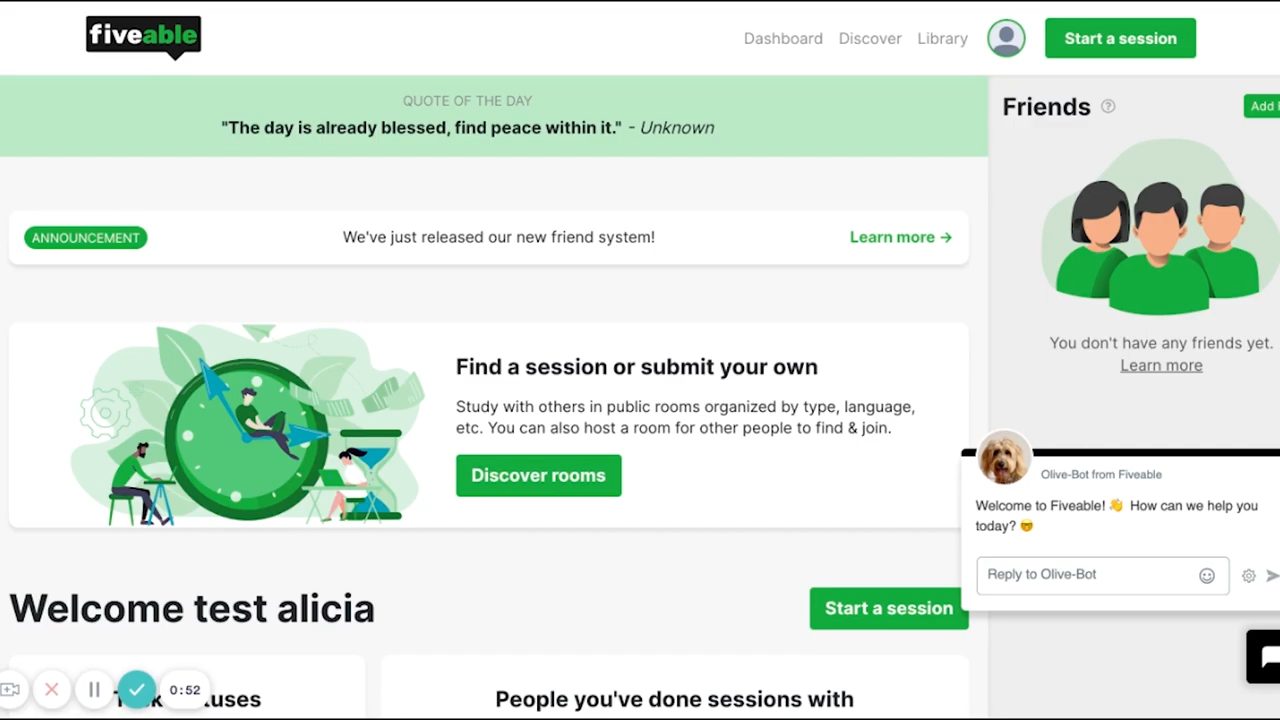 fiveable
Dashboard Discover Library Start a session
QUOTE OF THE DAY
"The day is already blessed, find peace within it." - Unknown
Friends
Add
ANNOUNCEMENT We've just released our new friend system! Learn more →
You don't have any friends yet.
Learn more
Find a session or submit your own
Study with others in public rooms organized by type, language,
etc. You can also host a room for other people to find & join.
Discover rooms
Olive-Bot from Fiveable
Welcome to Fiveable! 👋 How can we help you
today? 🤓
Reply to Olive-Bot
Welcome test alicia
Start a session
0:52
People you've done sessions with